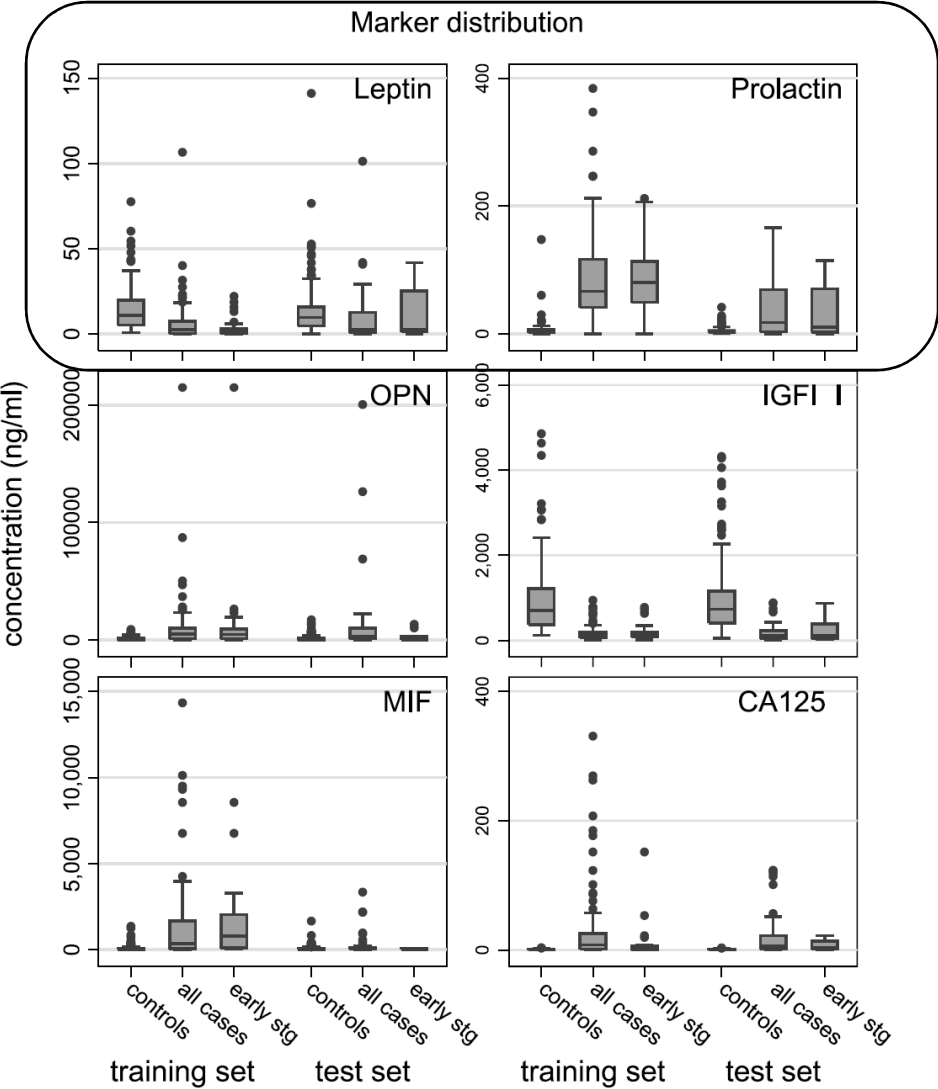 Marker distribution
Leptin
150
100
50
0
Prolactin
400
200
0
concentration (ng/ml)
OPN
200000
100000
0
IGFI I
6,000
4,000
2,000
0
MIF
15,000
10,000
5,000
0
CA125
400
200
0
controls all cases early stg controls all cases early stg controls all cases early stg controls all cases early stg
training set test set training set test set